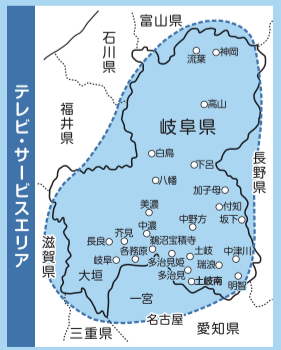 テレビ・サービスエリア
富山県
石川県
流葉
神岡
福井県
高山
岐阜県
白鳥
下呂
長野県
八幡
加子母
付知
美濃
坂下
中野方
中濃
芥見
鵜沼宝積寺
長良
各務原
土岐
中津川
滋賀県
岐阜
多治見姫
瑞浪
大垣
多治見
土岐南
明智
一宮
名古屋
三重県
愛知県